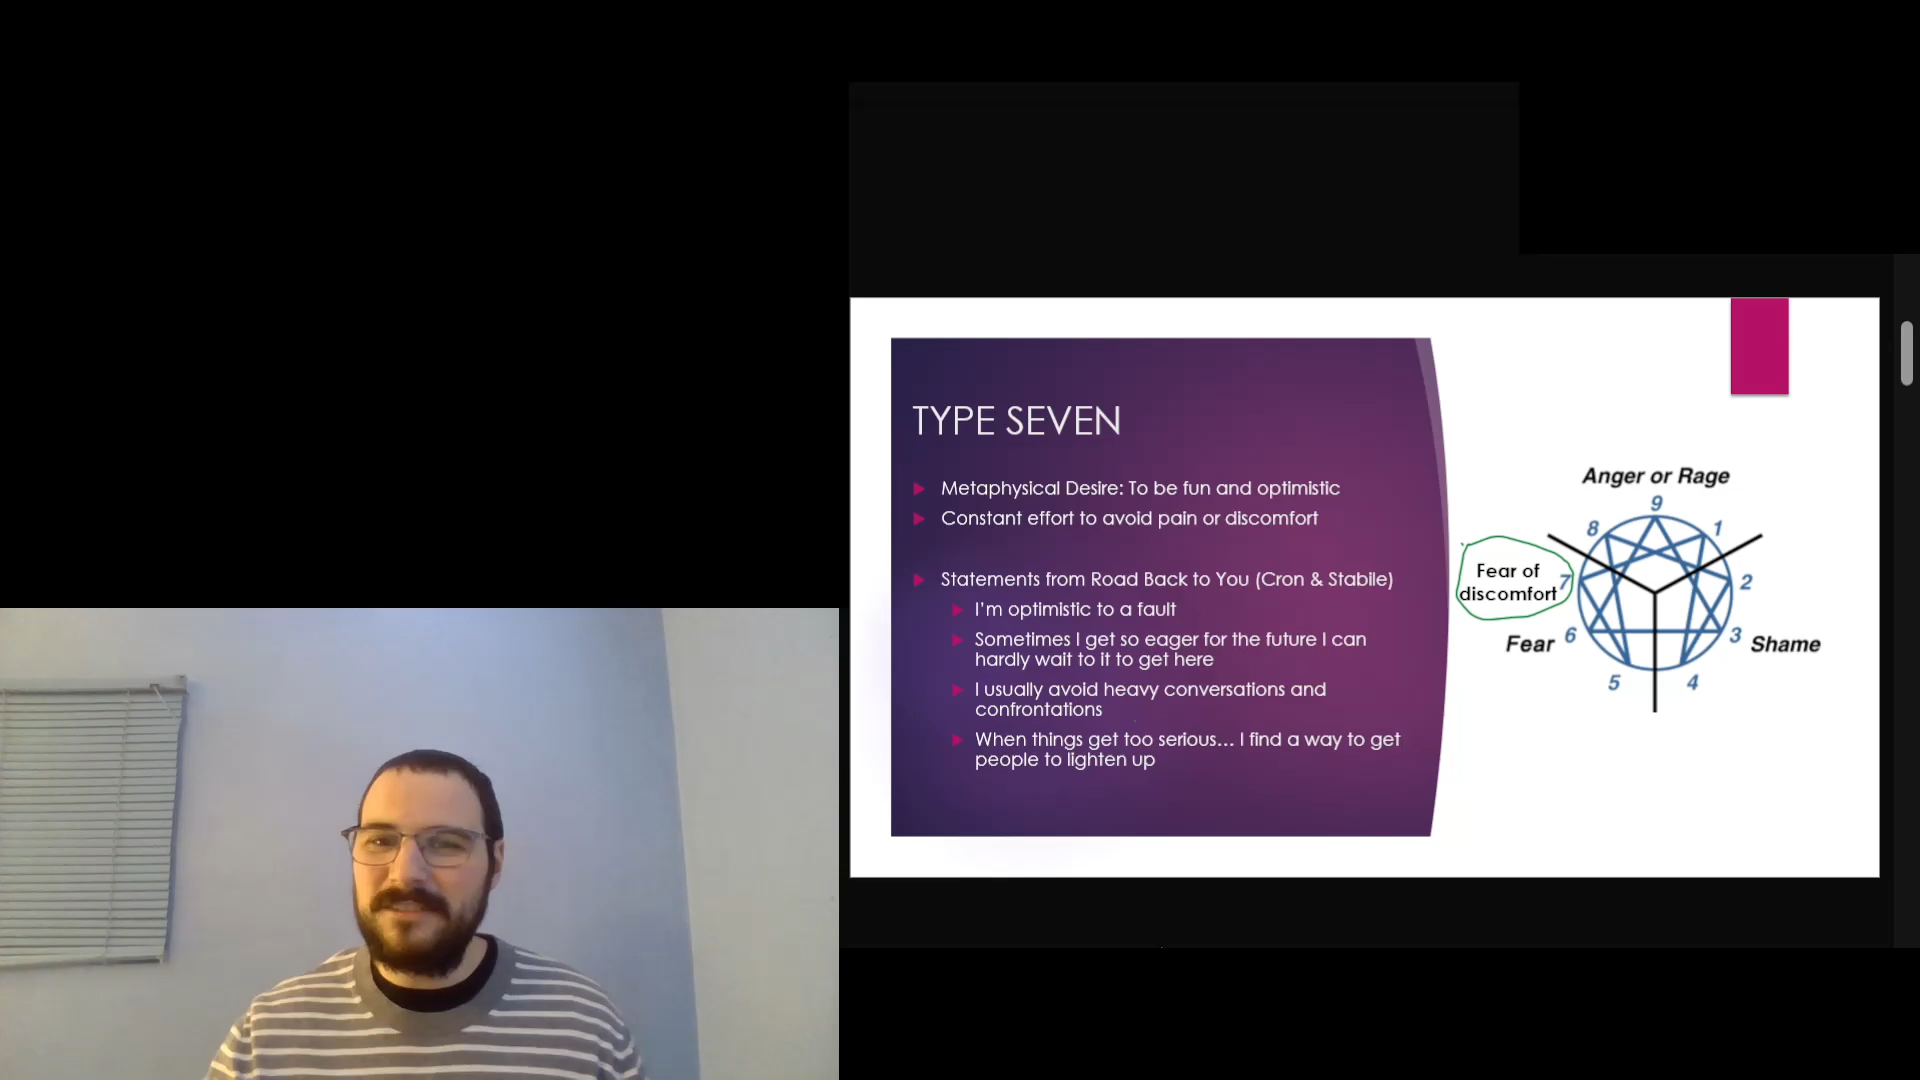 TYPE SEVEN
Metaphysical Desire: To be fun and optimistic
Constant effort to avoid pain or discomfort
Statements from Road Back to You (Cron & Stabile)
I'm optimistic to a fault
Sometimes I get so eager for the future I can
hardly wait to it to get here
I usually avoid heavy conversations and
confrontations
When things get too serious... I find a way to get
people to lighten up
Anger or Rage
9
8
1
Fear of
discomfort
7
2
Fear
6
3
Shame
5
4